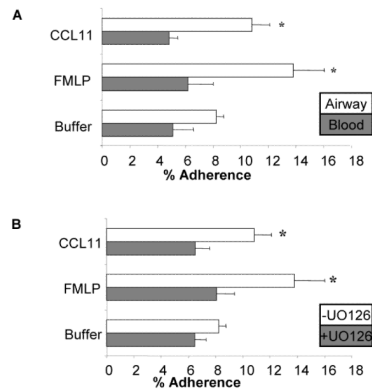 A
CCL11
*
FMLP
*
Buffer
Airway
Blood
0 2 4 6 8 10 12 14 16 18
% Adherence
B
CCL11
*
FMLP
*
Buffer
-UO126
+UO126
0 2 4 6 8 10 12 14 16 18
% Adherence